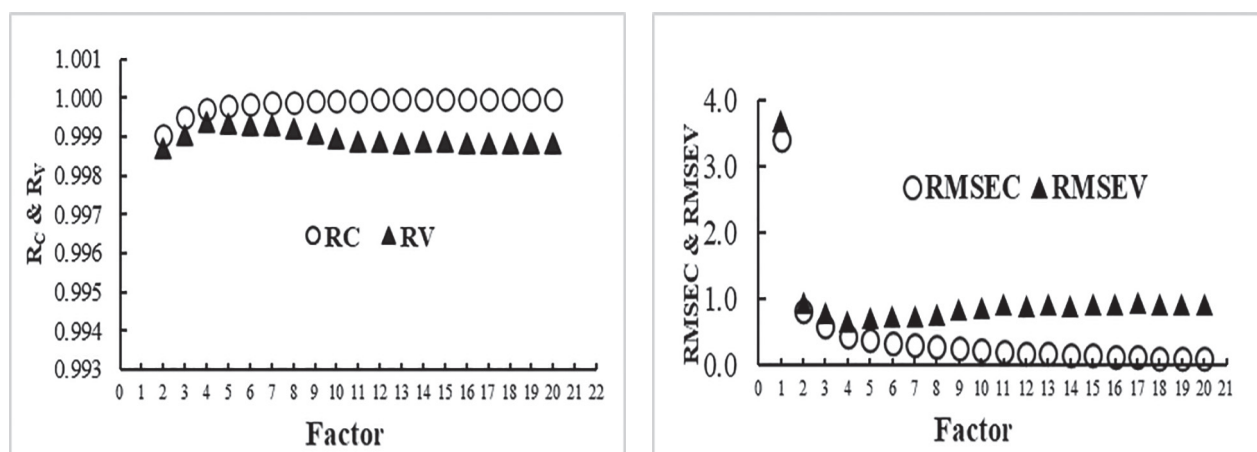 1.001
1.000
0.999
0.998
0.997
0.996
0.995
0.994
0.993
R_C & R_V
RC RV
0 1 2 3 4 5 6 7 8 9 10 11 12 13 14 15 16 17 18 19 20 21 22
Factor
4.0
3.0
2.0
1.0
0.0
RMSEC & RMSEV
RMSEC RMSEV
0 1 2 3 4 5 6 7 8 9 10 11 12 13 14 15 16 17 18 19 20 21
Factor